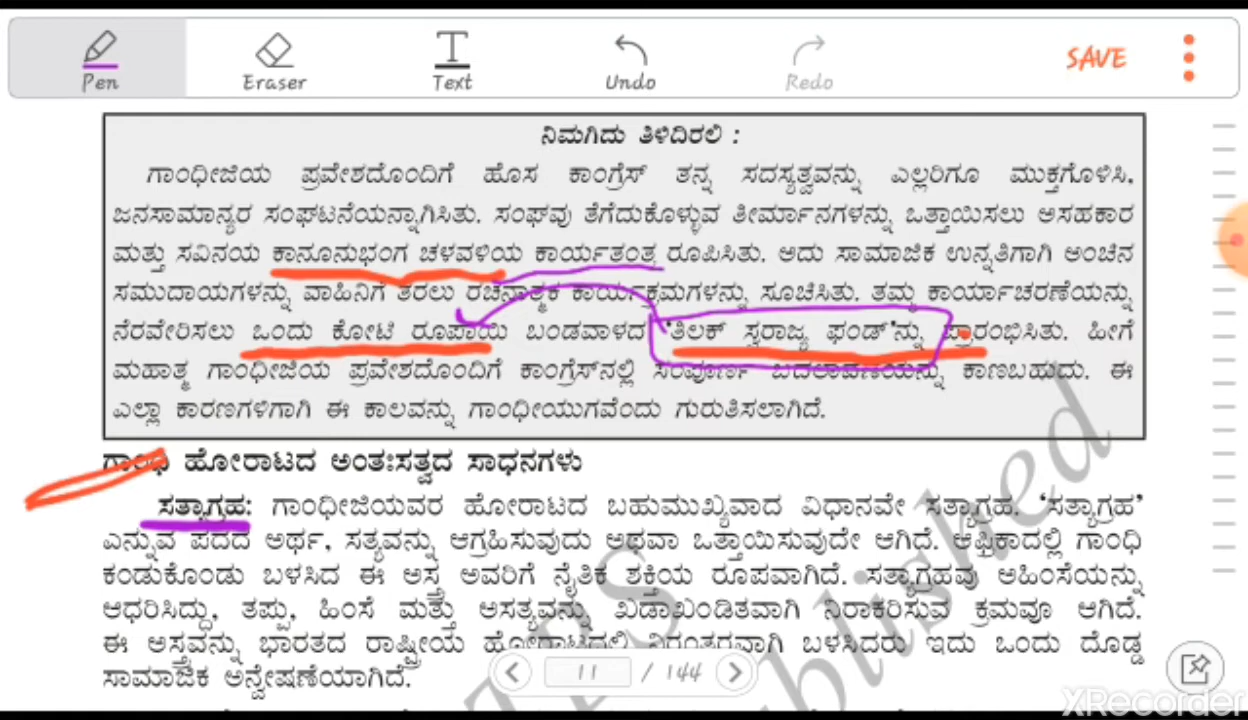 Pen
Eraser
Text
Undo
Redo
SAVE
ನಿಮಗಿದು ತಿಳಿದಿರಲಿ :
ಗಾಂಧೀಜಿಯ ಪ್ರವೇಶದೊಂದಿಗೆ ಹೊಸ ಕಾಂಗ್ರೆಸ್ ತನ್ನ ಸದಸ್ಯತ್ವವನ್ನು ಎಲ್ಲರಿಗೂ ಮುಕ್ತಗೊಳಿಸಿ,
ಜನಸಾಮಾನ್ಯರ ಸಂಘಟನೆಯನ್ನಾಗಿಸಿತು. ಸಂಘವು ತೆಗೆದುಕೊಳ್ಳುವ ತೀರ್ಮಾನಗಳನ್ನು ಒತ್ತಾಯಿಸಲು ಅಸಹಕಾರ
ಮತ್ತು ಸವಿನಯ ಕಾನೂನುಭಂಗ ಚಳವಳಿಯ ಕಾರ್ಯತಂತ್ರ ರೂಪಿಸಿತು. ಅದು ಸಾಮಾಜಿಕ ಉನ್ನತಿಗಾಗಿ ಅಂಚಿನ
ಸಮುದಾಯಗಳನ್ನು ವಾಹಿನಿಗೆ ತರಲು ರಚನಾತ್ಮಕ ಕಾರ್ಯಕ್ರಮಗಳನ್ನು ಸೂಚಿಸಿತು. ತಮ್ಮ ಕಾರ್ಯಾಚರಣೆಯನ್ನು
ನೆರವೇರಿಸಲು ಒಂದು ಕೋಟಿ ರೂಪಾಯಿ ಬಂಡವಾಳದ ‘ತಿಲಕ್ ಸ್ವರಾಜ್ಯ ಫಂಡ್’ನ್ನು ಪ್ರಾರಂಭಿಸಿತು. ಹೀಗೆ
ಮಹಾತ್ಮ ಗಾಂಧೀಜಿಯ ಪ್ರವೇಶದೊಂದಿಗೆ ಕಾಂಗ್ರೆಸ್‌ನಲ್ಲಿ ಸಂಪೂರ್ಣ ಬದಲಾವಣೆಯನ್ನು ಕಾಣಬಹುದು. ಈ
ಎಲ್ಲಾ ಕಾರಣಗಳಿಗಾಗಿ ಈ ಕಾಲವನ್ನು ಗಾಂಧೀಯುಗವೆಂದು ಗುರುತಿಸಲಾಗಿದೆ.
ಗಾಂಧಿ ಹೋರಾಟದ ಅಂತಃಸತ್ವದ ಸಾಧನಗಳು
ಸತ್ಯಾಗ್ರಹ: ಗಾಂಧೀಜಿಯವರ ಹೋರಾಟದ ಬಹುಮುಖ್ಯವಾದ ವಿಧಾನವೇ ಸತ್ಯಾಗ್ರಹ. ‘ಸತ್ಯಾಗ್ರಹ’
ಎನ್ನುವ ಪದದ ಅರ್ಥ, ಸತ್ಯವನ್ನು ಆಗ್ರಹಿಸುವುದು ಅಥವಾ ಒತ್ತಾಯಿಸುವುದೇ ಆಗಿದೆ. ಆಫ್ರಿಕಾದಲ್ಲಿ ಗಾಂಧಿ
ಕಂಡುಕೊಂಡು ಬಳಸಿದ ಈ ಅಸ್ತ್ರ ಅವರಿಗೆ ನೈತಿಕ ಶಕ್ತಿಯ ರೂಪವಾಗಿದೆ. ಸತ್ಯಾಗ್ರಹವು ಅಹಿಂಸೆಯನ್ನು
ಆಧರಿಸಿದ್ದು, ತಪ್ಪು, ಹಿಂಸೆ ಮತ್ತು ಅಸತ್ಯವನ್ನು ಖಡಾಖಂಡಿತವಾಗಿ ನಿರಾಕರಿಸುವ ಕ್ರಮವೂ ಆಗಿದೆ.
ಈ ಅಸ್ತ್ರವನ್ನು ಭಾರತದ ರಾಷ್ಟ್ರೀಯ ಹೋರಾಟದಲ್ಲಿ ನಿರಂತರವಾಗಿ ಬಳಸಿದರು ಇದು ಒಂದು ದೊಡ್ಡ
ಸಾಮಾಜಿಕ ಅನ್ವೇಷಣೆಯಾಗಿದೆ.
11 / 144
XRecorder